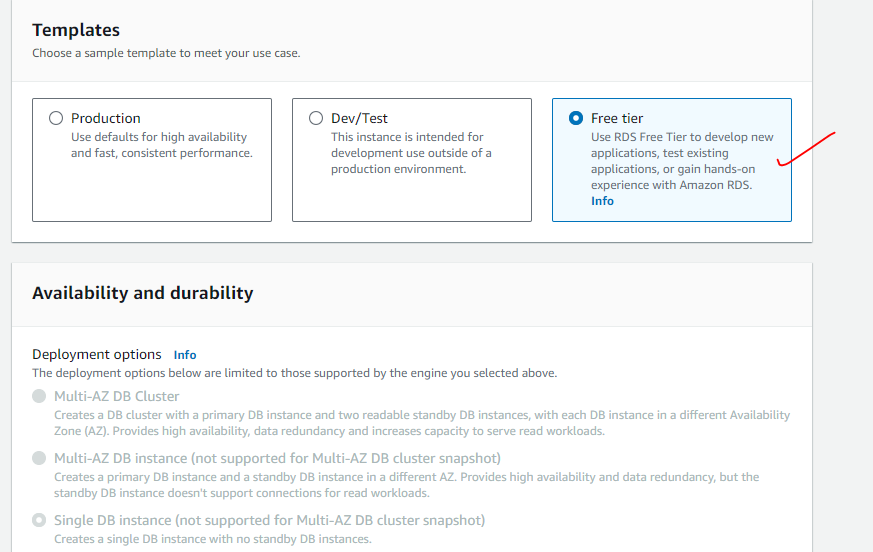 Templates
Choose a sample template to meet your use case.
Production
Use defaults for high availability
and fast, consistent performance.
Dev/Test
This instance is intended for
development use outside of a
production environment.
Free tier
Use RDS Free Tier to develop new
applications, test existing
applications, or gain hands-on
experience with Amazon RDS.
Info
Availability and durability
Deployment options Info
The deployment options below are limited to those supported by the engine you selected above.
Multi-AZ DB Cluster
Creates a DB cluster with a primary DB instance and two readable standby DB instances, with each DB instance in a different Availability
Zone (AZ). Provides high availability, data redundancy and increases capacity to serve read workloads.
Multi-AZ DB instance (not supported for Multi-AZ DB cluster snapshot)
Creates a primary DB instance and a standby DB instance in a different AZ. Provides high availability and data redundancy, but the
standby DB instance doesn't support connections for read workloads.
Single DB instance (not supported for Multi-AZ DB cluster snapshot)
Creates a single DB instance with no standby DB instances.